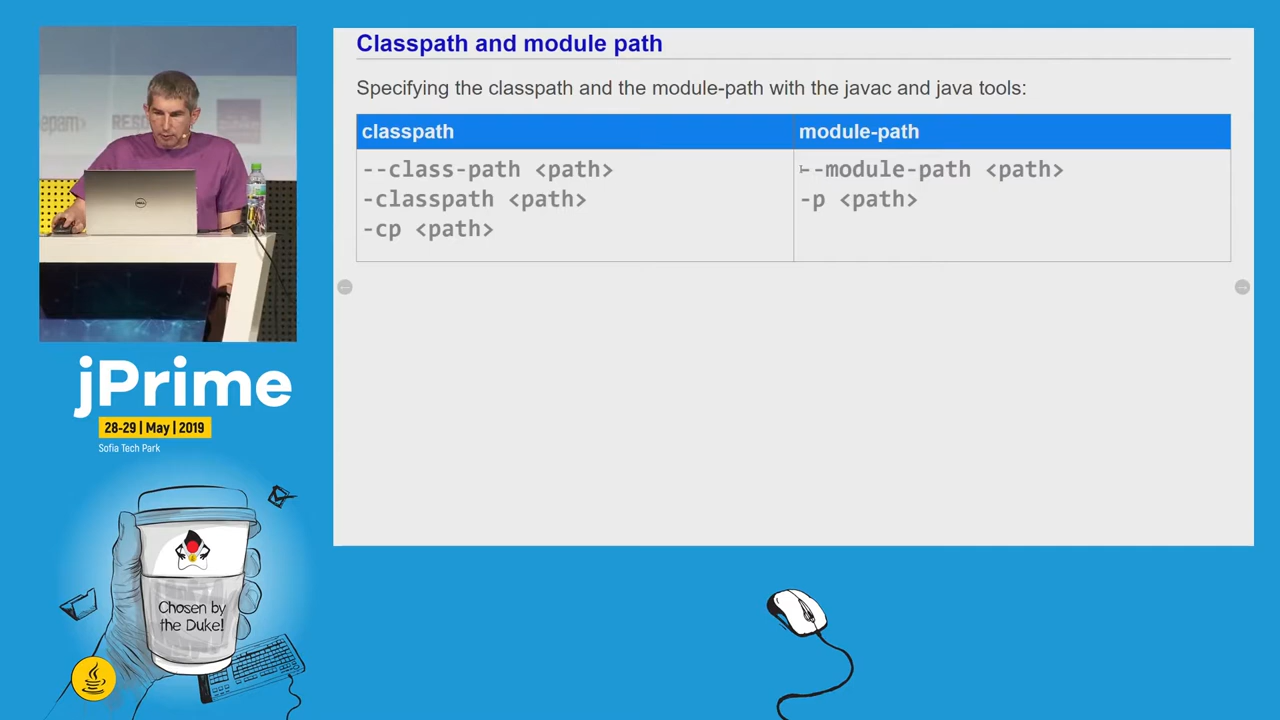 epam
Classpath and module path
Specifying the classpath and the module-path with the javac and java tools:
classpath
module-path
--class-path <path>
--module-path <path>
-classpath <path>
-p <path>
-cp <path>
DELL
jPrime
28-29 | May | 2019
Sofia Tech Park
Chosen by
the Duke!